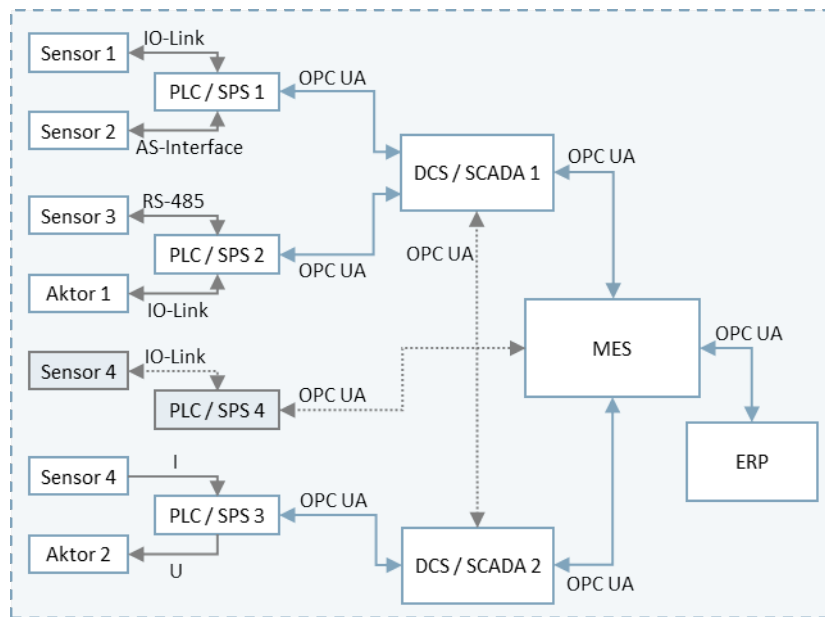 IO-Link
Sensor 1
PLC / SPS 1
OPC UA
Sensor 2
AS-Interface
DCS / SCADA 1
OPC UA
RS-485
Sensor 3
PLC / SPS 2
OPC UA
OPC UA
Aktor 1
IO-Link
MES
OPC UA
IO-Link
Sensor 4
PLC / SPS 4
OPC UA
ERP
I
Sensor 4
PLC / SPS 3
OPC UA
Aktor 2
U
DCS / SCADA 2
OPC UA